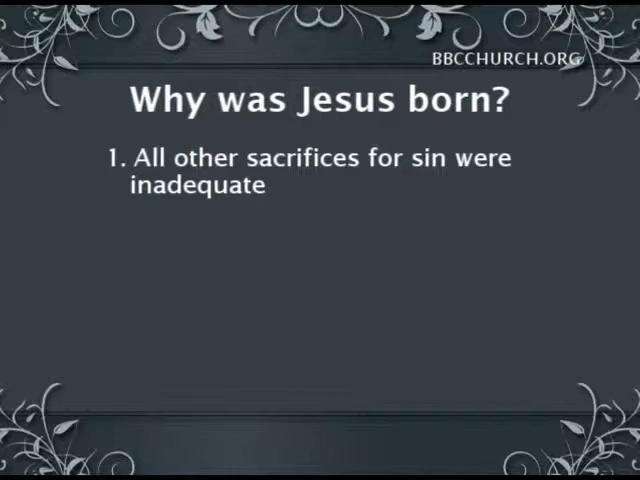 BBCCHURCH.ORG
Why was Jesus born?
1. All other sacrifices for sin were
inadequate